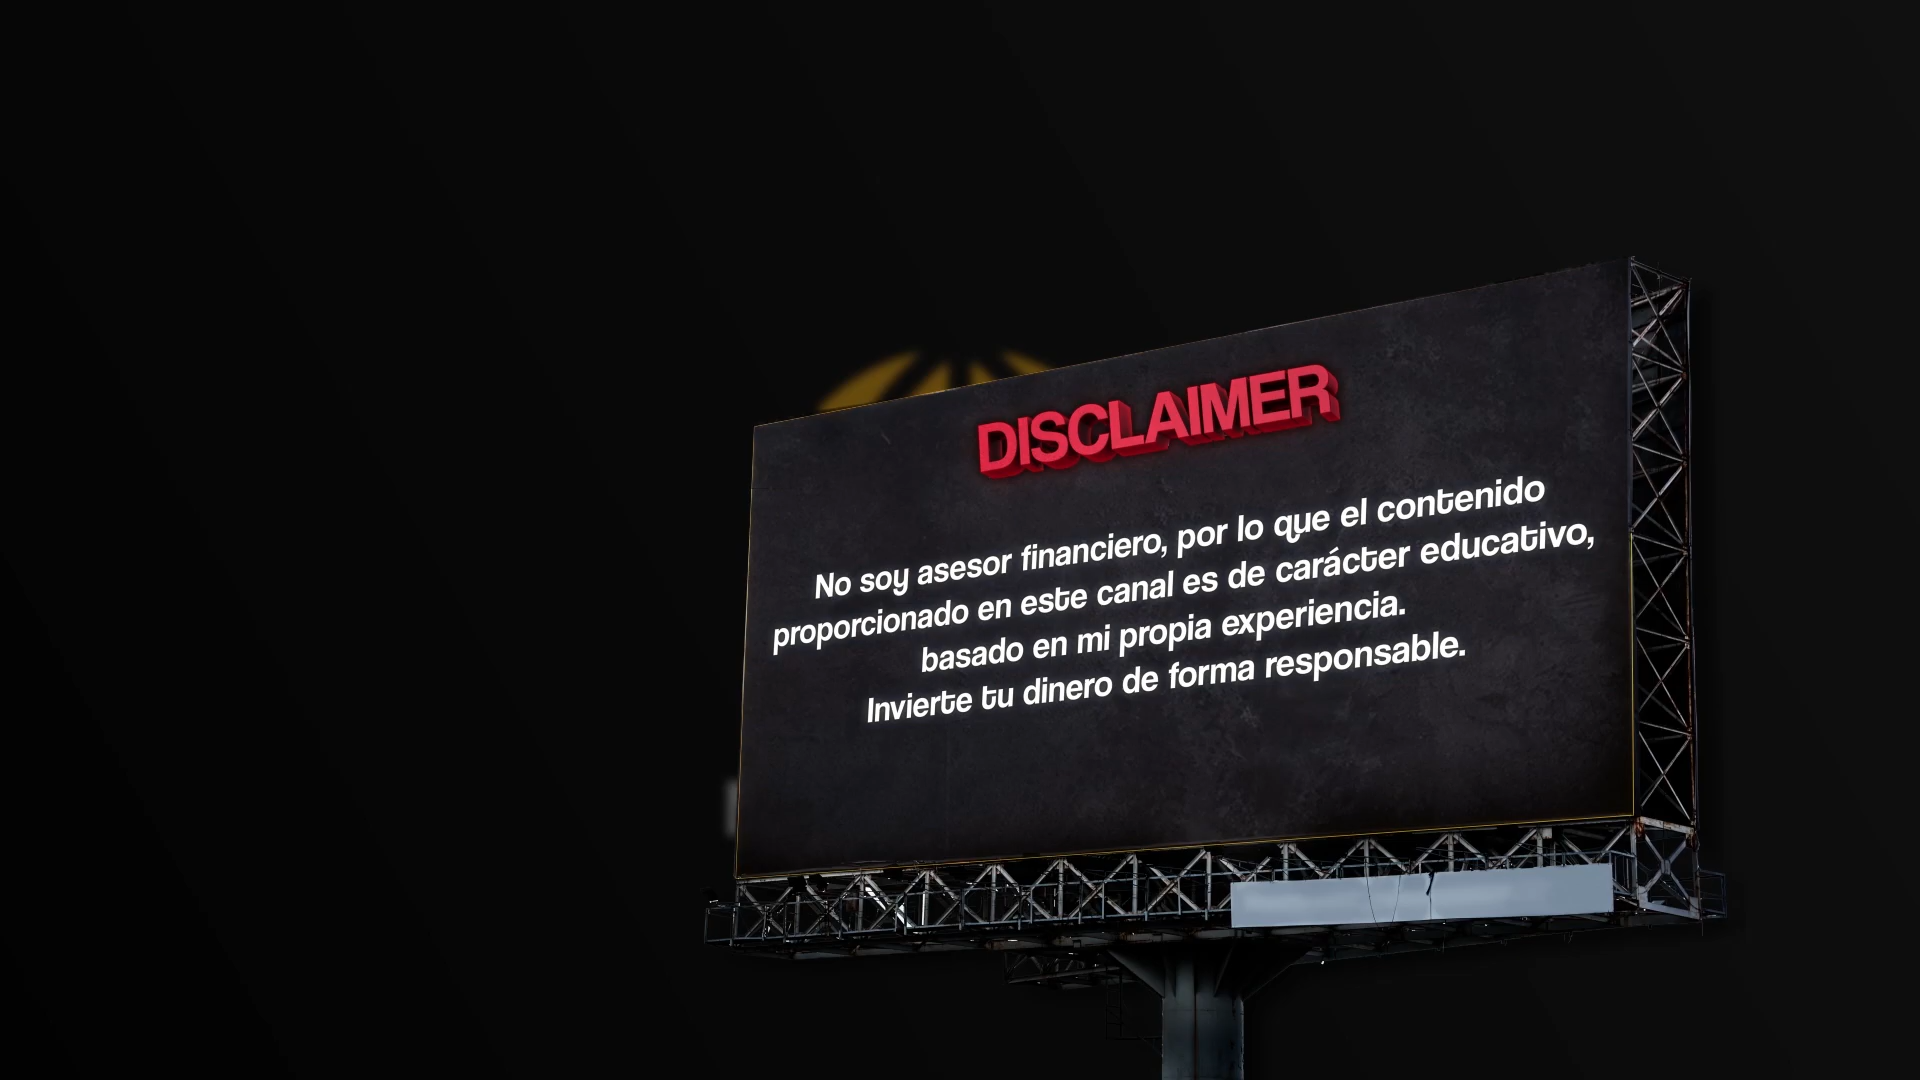 DISCLAIMER
No soy asesor financiero, por lo que el contenido
proporcionado en este canal es de carácter educativo,
basado en mi propia experiencia.
Invierte tu dinero de forma responsable.